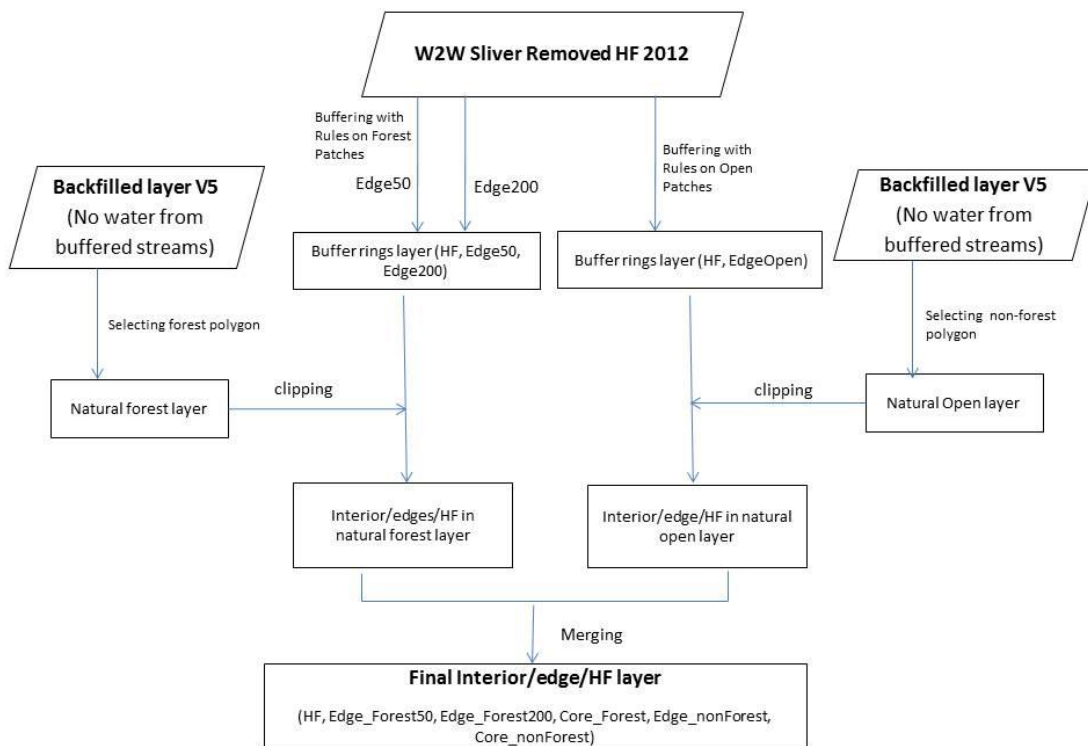 W2W Sliver Removed HF 2012
Buffering with
Rules on Forest
Patches
Edge50
Edge200
Buffering with
Rules on Open
Patches
Backfilled layer V5
(No water from
buffered streams)
Backfilled layer V5
(No water from
buffered streams)
Buffer rings layer (HF, Edge50,
Edge200)
Buffer rings layer (HF, EdgeOpen)
Selecting forest polygon
Selecting non-forest
polygon
Natural forest layer
clipping
clipping
Natural Open layer
Interior/edges/HF in
natural forest layer
Interior/edge/HF in natural
open layer
Merging
Final Interior/edge/HF layer
(HF, Edge_Forest50, Edge_Forest200, Core_Forest, Edge_nonForest,
Core_nonForest)